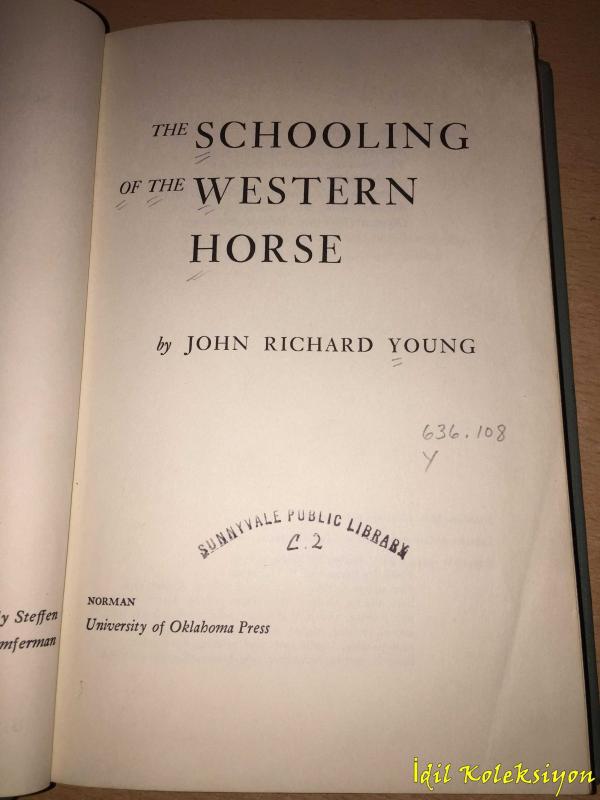 THE SCHOOLING
OF THE WESTERN
HORSE
by JOHN RICHARD YOUNG
636.108
Y
SUNNYVALE PUBLIC LIBRARY
C.2
NORMAN
University of Oklahoma Press
y Steffen
mferman
İdil Koleksiyon